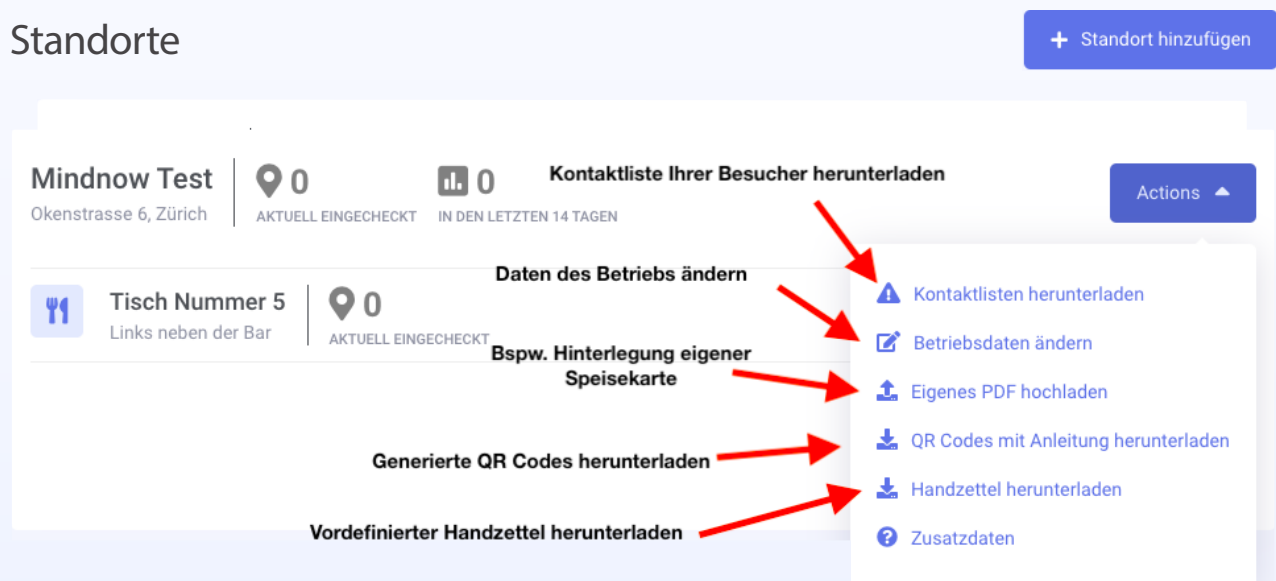 Standorte
+ Standort hinzufügen
Mindnow Test
Okenstrasse 6, Zürich
0
AKTUELL EINGECHECKT
0
IN DEN LETZTEN 14 TAGEN
Kontaktliste Ihrer Besucher herunterladen
Actions
Daten des Betriebs ändern
Kontaktlisten herunterladen
Tisch Nummer 5
Links neben der Bar
0
AKTUELL EINGECHECKT
Betriebsdaten ändern
Bspw. Hinterlegung eigener
Speisekarte
Eigenes PDF hochladen
Generierte QR Codes herunterladen
QR Codes mit Anleitung herunterladen
Vordefinierter Handzettel herunterladen
Handzettel herunterladen
Zusatzdaten